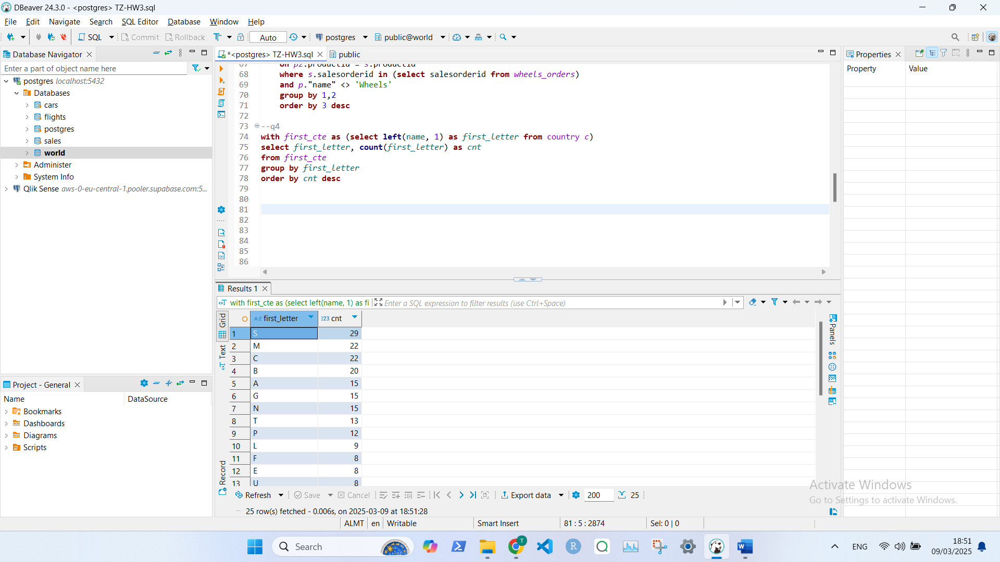 DBeaver 24.3.0 - <postgres> TZ-HW3.sql
File Edit Navigate Search SQL Editor Database Window Help
SQL Commit Rollback Auto postgres public@world
Database Navigator
Enter a part of object name here
postgres localhost:5432
Databases
cars
flights
postgres
sales
world
Administer
System Info
Qlik Sense aws-0-eu-central-1.pooler.supabase.com:5...
Project - General
Name DataSource
Bookmarks
Dashboards
Diagrams
Scripts
*<postgres> TZ-HW3.sql public
67 on p2.productid = s.productid
68 where s.salesorderid in (select salesorderid from wheels_orders)
69 and p."name" <> 'Wheels'
70 group by 1,2
71 order by 3 desc
72
73 --q4
74 with first_cte as (select left(name, 1) as first_letter from country c)
75 select first_letter, count(first_letter) as cnt
76 from first_cte
77 group by first_letter
78 order by cnt desc
79
80
81
82
83
84
85
86
Results 1
with first_cte as (select left(name, 1) as fi Enter a SQL expression to filter results (use Ctrl+Space)
Grid
Text
Record
A-Z first_letter 123 cnt
1 S 29
2 M 22
3 C 22
4 B 20
5 A 15
6 G 15
7 N 15
8 T 13
9 P 12
10 L 9
11 F 8
12 E 8
13 U 8
Panels
Refresh Save Cancel Export data 200 25
25 row(s) fetched - 0.006s, on 2025-03-09 at 18:51:28
ALMT en Writable Smart Insert 81 : 5 : 2874 Sel: 0 | 0
Properties
Property Value
Activate Windows
Go to Settings to activate Windows.
Search
ENG
18:51
09/03/2025